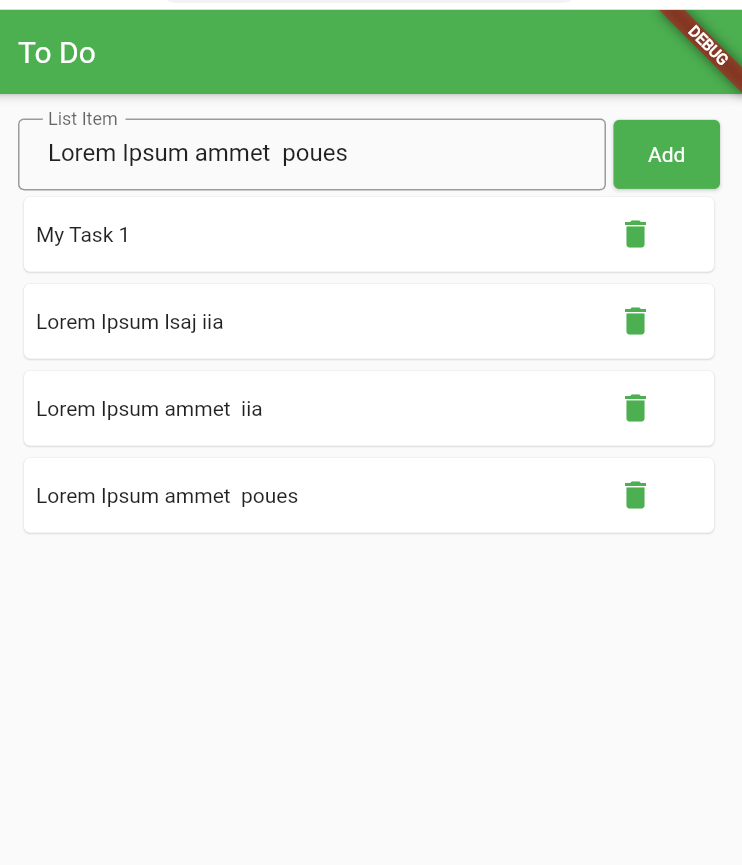 To Do
DEBUG
List Item
Lorem Ipsum ammet  poues
Add
My Task 1
Lorem Ipsum lsaj iia
Lorem Ipsum ammet  iia
Lorem Ipsum ammet  poues